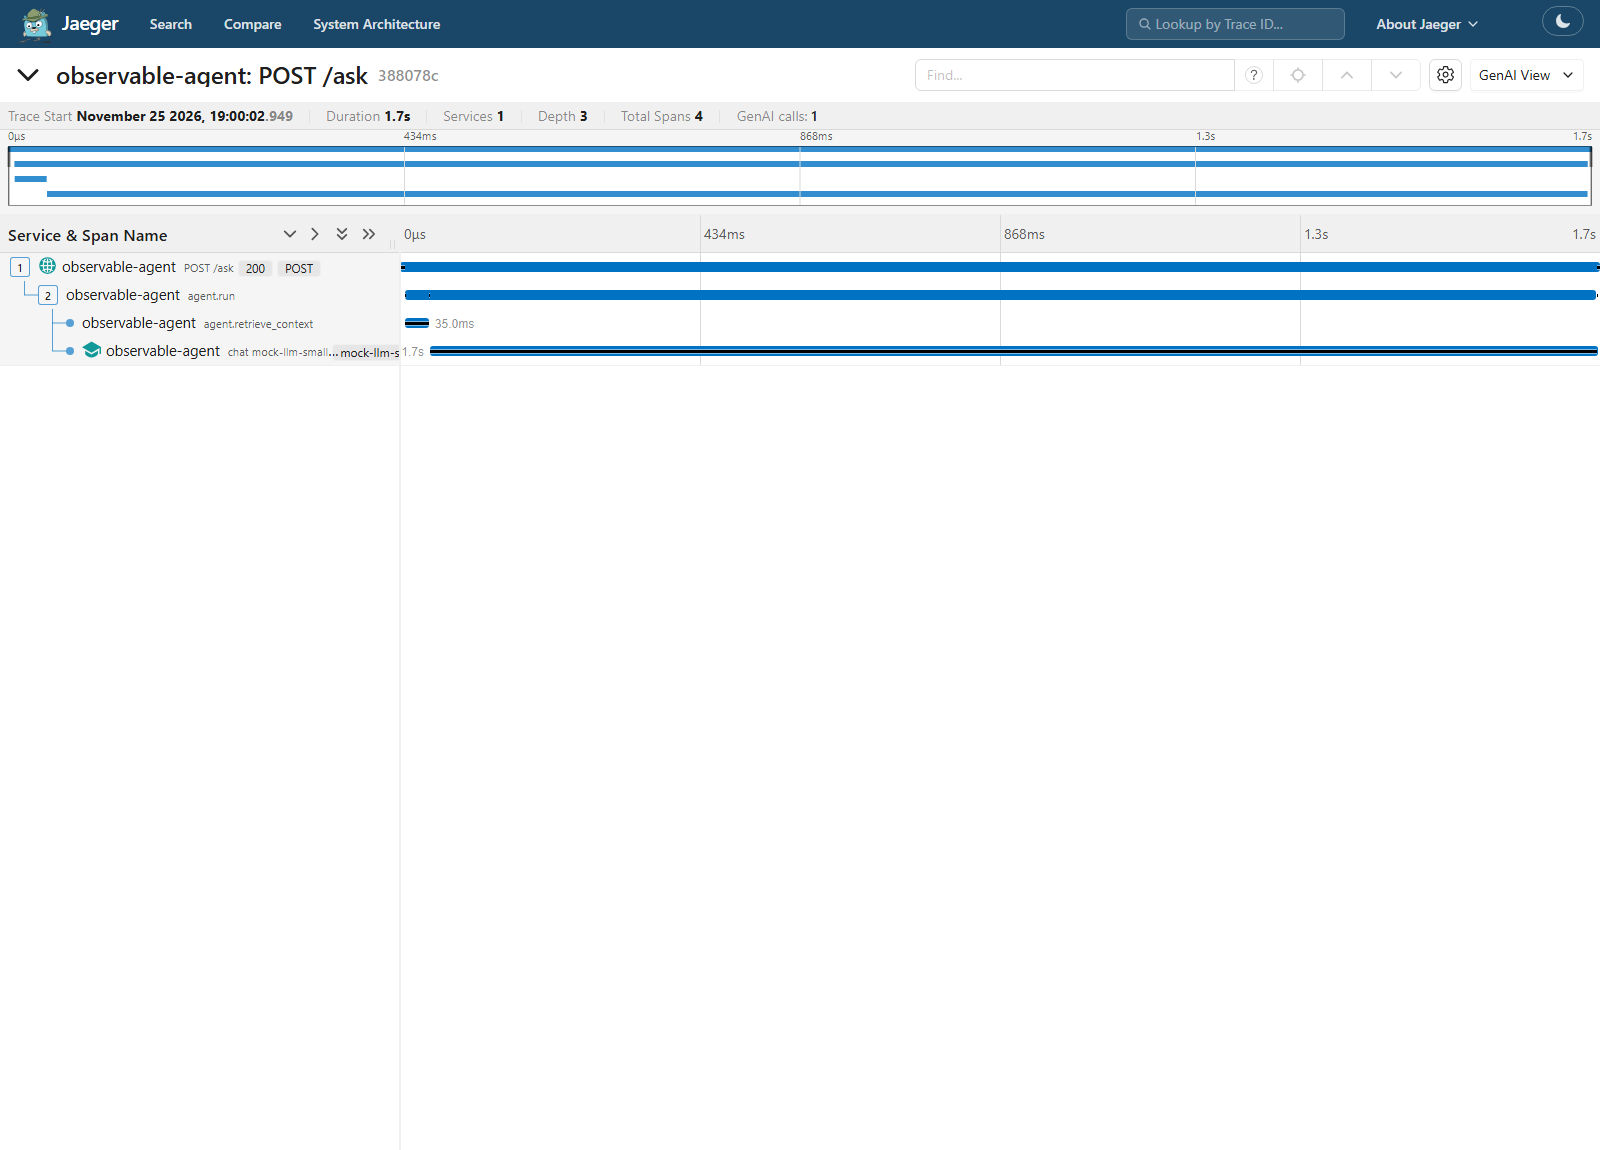 Jaeger Search Compare System Architecture Lookup by Trace ID... About Jaeger
observable-agent: POST /ask 388078c Find... ? GenAI View
Trace Start November 25 2026, 19:00:02.949 Duration 1.7s Services 1 Depth 3 Total Spans 4 GenAI calls: 1
0μs 434ms 868ms 1.3s 1.7s
Service & Span Name 0μs 434ms 868ms 1.3s 1.7s
1 observable-agent POST /ask 200 POST
2 observable-agent agent.run
observable-agent agent.retrieve_context 35.0ms
observable-agent chat mock-llm-small... mock-llm-s 1.7s